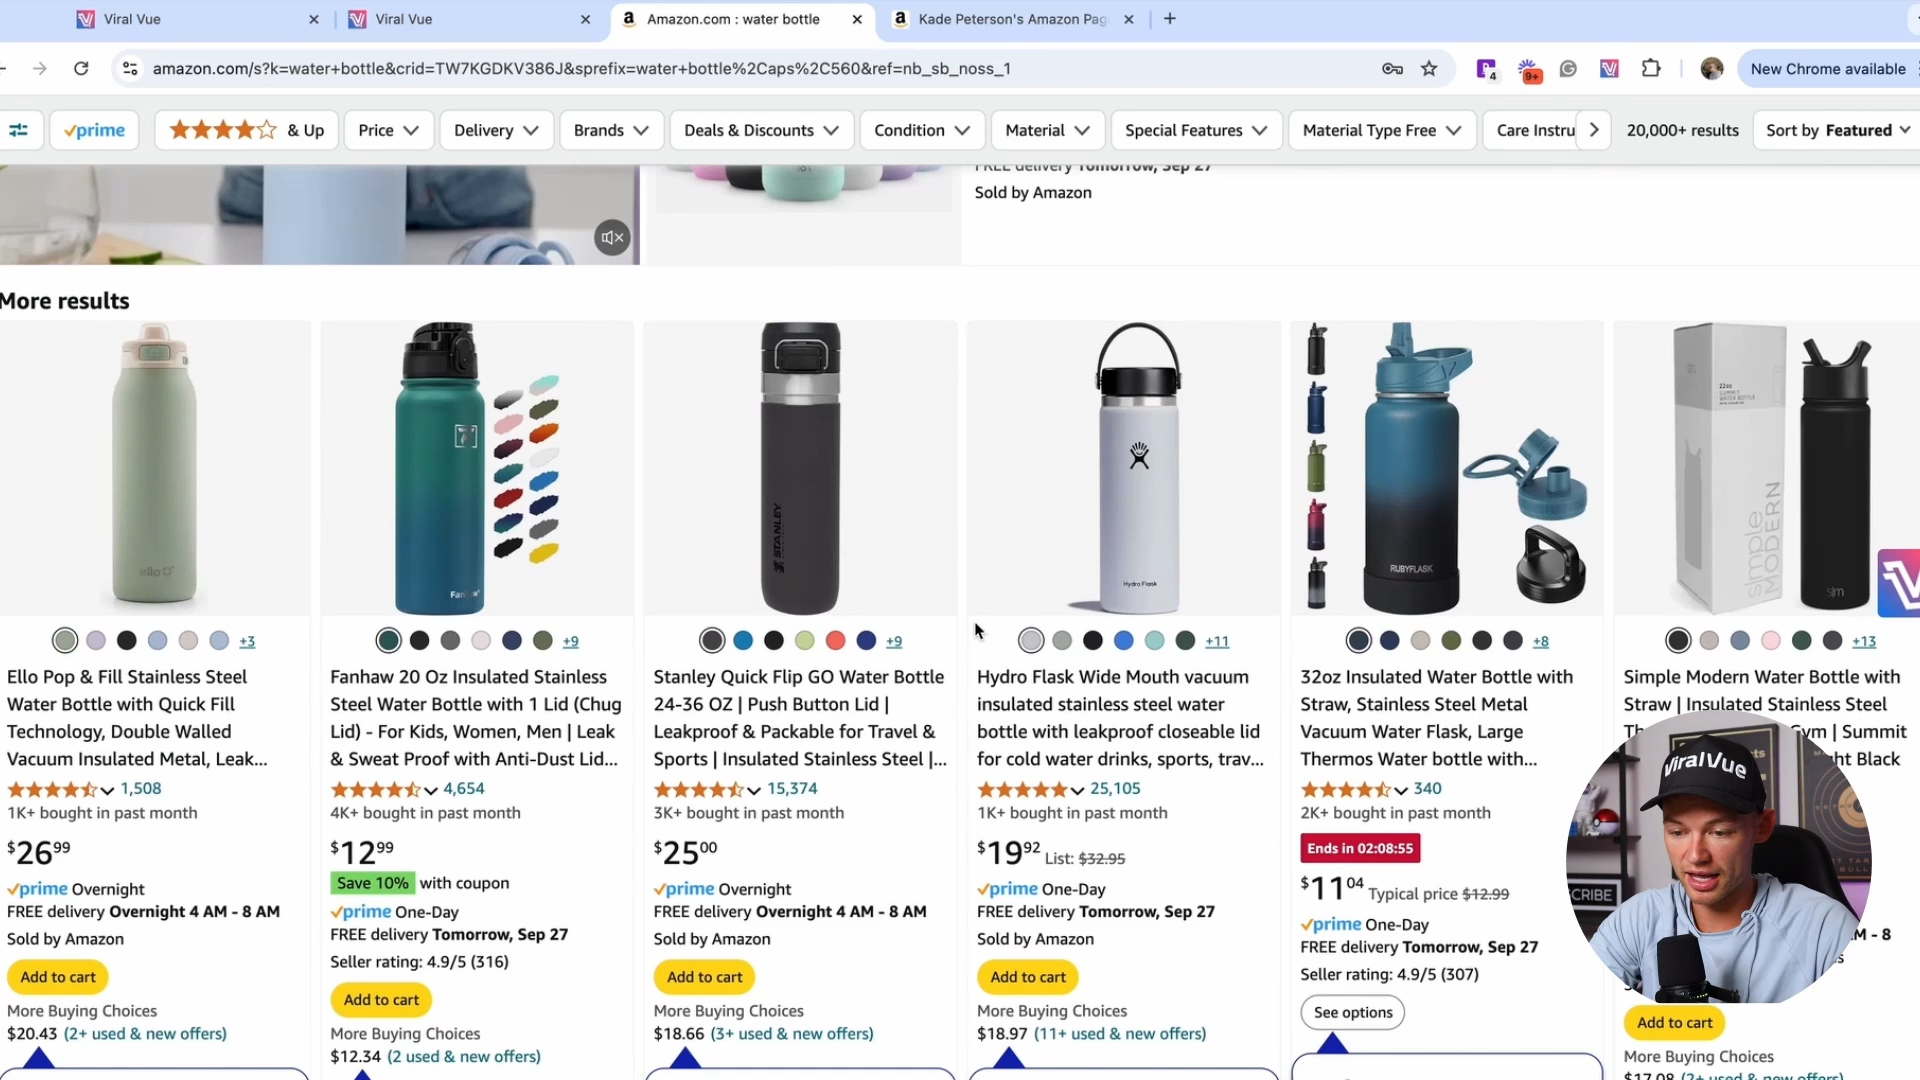 Viral Vue
Viral Vue
Amazon.com : water bottle
Kade Peterson's Amazon Pag
amazon.com/s?k=water+bottle&crid=TW7KGDKV386J&sprefix=water+bottle%2Caps%2C560&ref=nb_sb_noss_1
4
9+
New Chrome available
prime
& Up
Price
Delivery
Brands
Deals & Discounts
Condition
Material
Special Features
Material Type Free
Care Instru
20,000+ results
Sort by Featured
FREE delivery Tomorrow, Sep 27
Sold by Amazon
More results
ello
STANLEY
Hydro Flask
RUBYFLASK
22oz
SUMMIT
WATER BOTTLE
simple
MODERN
sim
+3
Ello Pop & Fill Stainless Steel
Water Bottle with Quick Fill
Technology, Double Walled
Vacuum Insulated Metal, Leak...
1,508
1K+ bought in past month
$26 99
prime Overnight
FREE delivery Overnight 4 AM - 8 AM
Sold by Amazon
Add to cart
More Buying Choices
$20.43 (2+ used & new offers)
+9
Fanhaw 20 Oz Insulated Stainless
Steel Water Bottle with 1 Lid (Chug
Lid) - For Kids, Women, Men | Leak
& Sweat Proof with Anti-Dust Lid...
4,654
4K+ bought in past month
$12 99
Save 10% with coupon
prime One-Day
FREE delivery Tomorrow, Sep 27
Seller rating: 4.9/5 (316)
Add to cart
More Buying Choices
$12.34 (2 used & new offers)
+9
Stanley Quick Flip GO Water Bottle
24-36 OZ | Push Button Lid |
Leakproof & Packable for Travel &
Sports | Insulated Stainless Steel |...
15,374
3K+ bought in past month
$25 00
prime Overnight
FREE delivery Overnight 4 AM - 8 AM
Sold by Amazon
Add to cart
More Buying Choices
$18.66 (3+ used & new offers)
+11
Hydro Flask Wide Mouth vacuum
insulated stainless steel water
bottle with leakproof closeable lid
for cold water drinks, sports, trav...
25,105
1K+ bought in past month
$19 92 List: $32.95
prime One-Day
FREE delivery Tomorrow, Sep 27
Sold by Amazon
Add to cart
More Buying Choices
$18.97 (11+ used & new offers)
+8
32oz Insulated Water Bottle with
Straw, Stainless Steel Metal
Vacuum Water Flask, Large
Thermos Water bottle with...
340
2K+ bought in past month
Ends in 02:08:55
$11 04 Typical price $12.99
prime One-Day
FREE delivery Tomorrow, Sep 27
Seller rating: 4.9/5 (307)
See options
+13
Simple Modern Water Bottle with
Straw | Insulated Stainless Steel
Gym | Summit
Black
M - 8
Add to cart
More Buying Choices
$17.08 (2+ used & new offers)
ViralVue
CRIBE